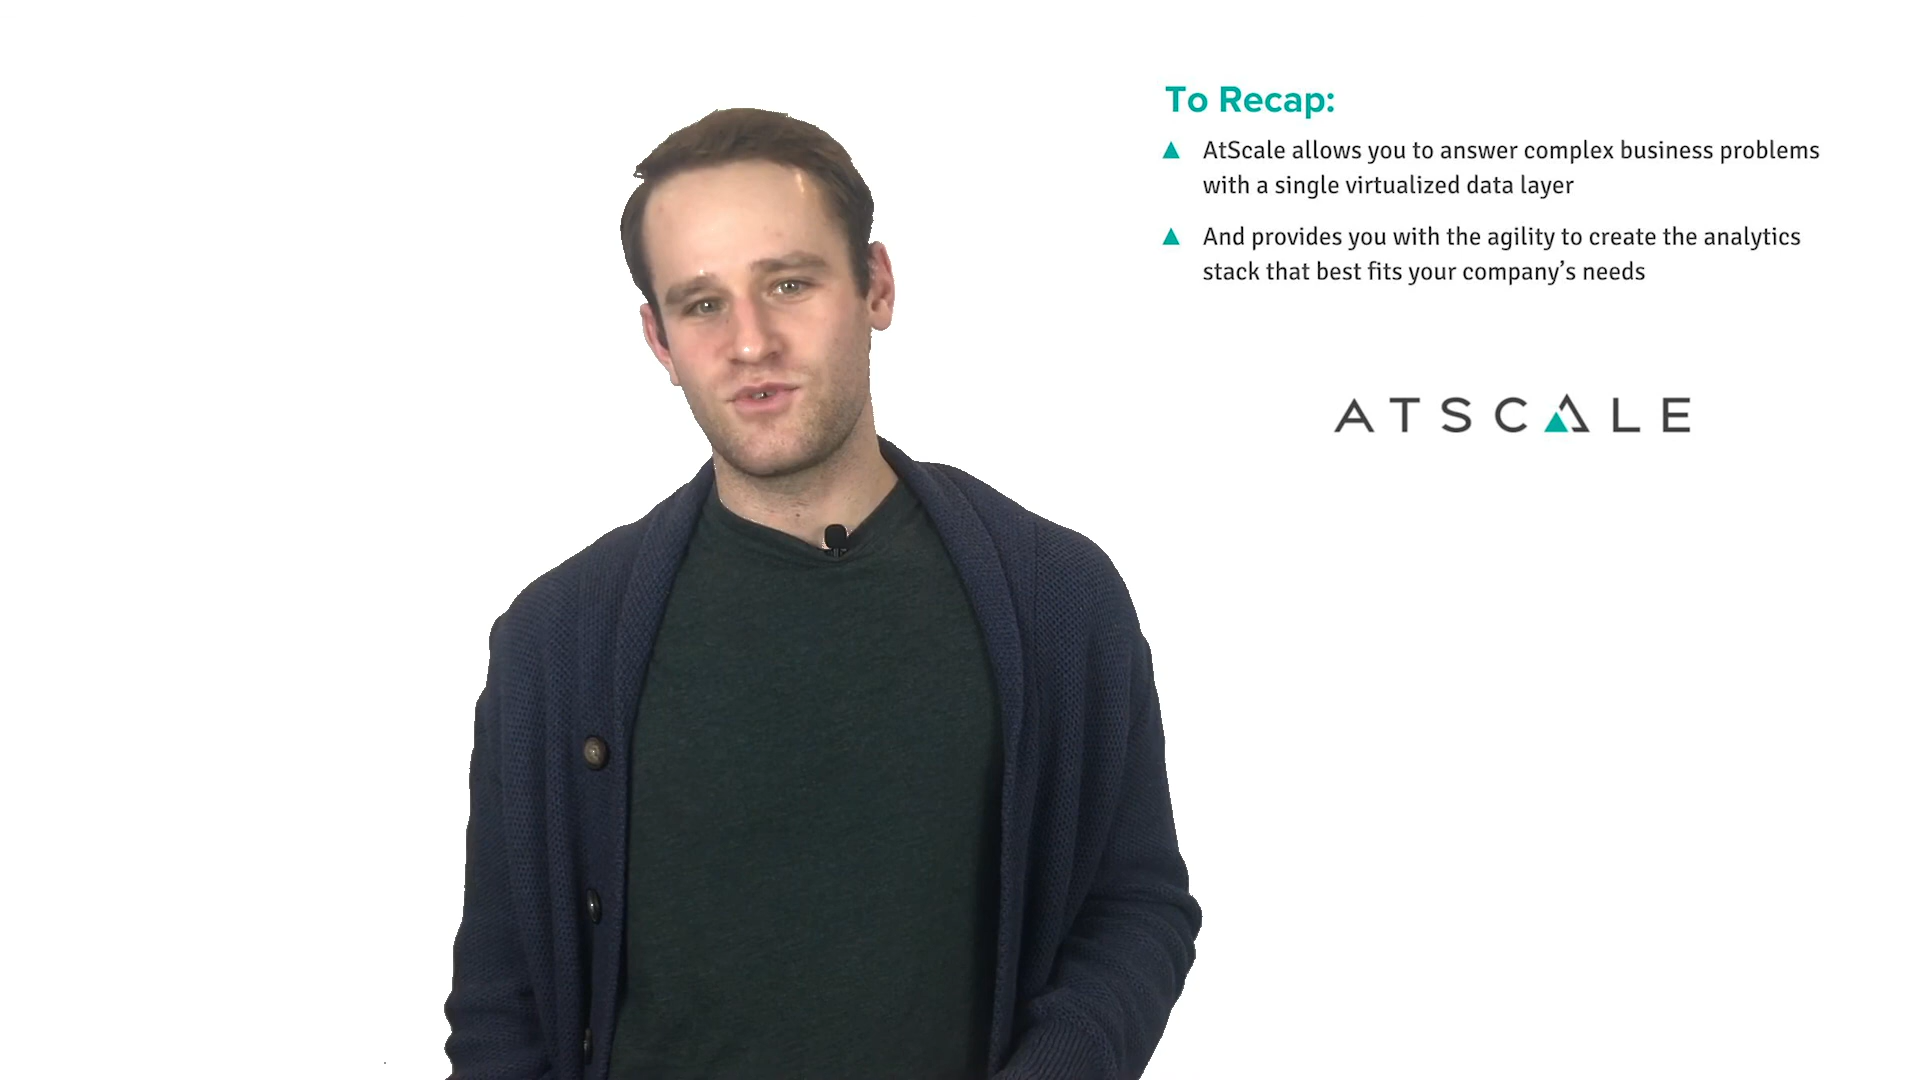 To Recap:
AtScale allows you to answer complex business problems
with a single virtualized data layer
And provides you with the agility to create the analytics
stack that best fits your company’s needs
ATSCALE